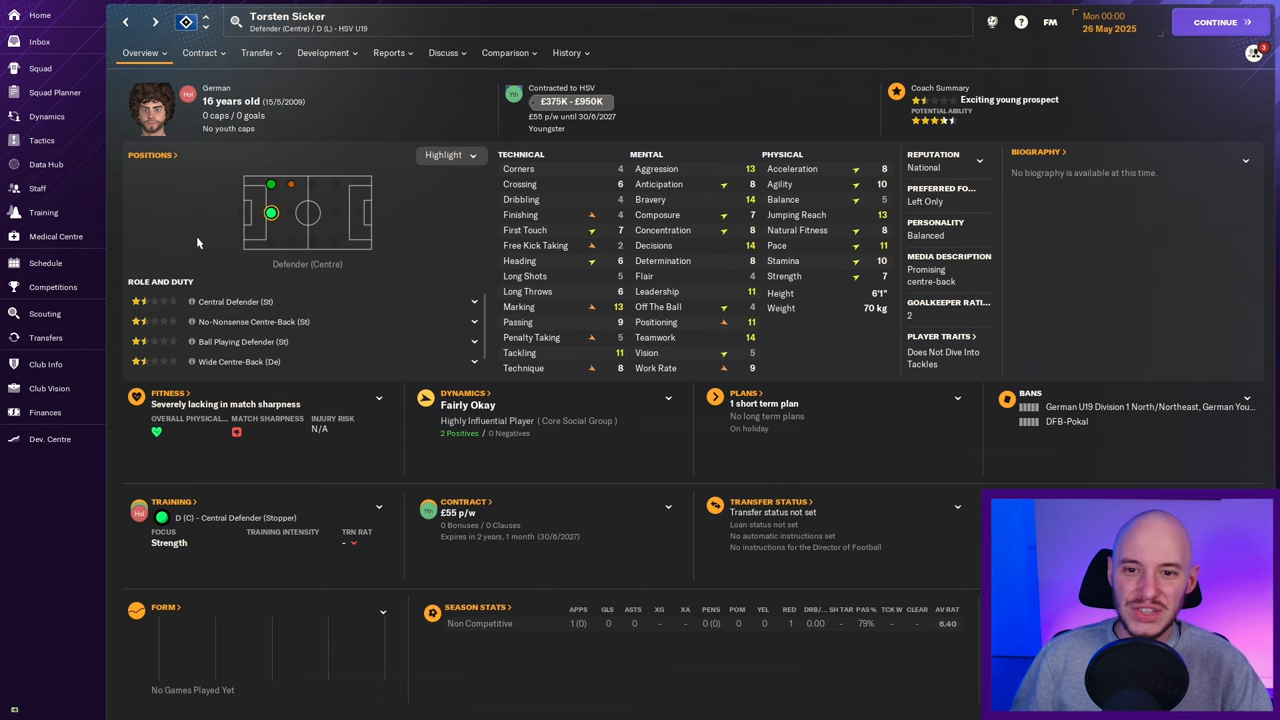 Home
Inbox
Squad
Squad Planner
Dynamics
Tactics
Data Hub
Staff
Training
Medical Centre
Schedule
Competitions
Scouting
Transfers
Club Info
Club Vision
Finances
Dev. Centre
Torsten Sicker
Defender (Centre) / D (L) - HSV U19
FM
Mon 00:00
26 May 2025
CONTINUE
3
Overview
Contract
Transfer
Development
Reports
Discuss
Comparison
History
Hol
German
16 years old (15/5/2009)
0 caps / 0 goals
No youth caps
Yth
Contracted to HSV
£375K - £950K
£55 p/w until 30/6/2027
Youngster
Coach Summary
Exciting young prospect
POTENTIAL ABILITY
POSITIONS
Highlight
Defender (Centre)
ROLE AND DUTY
Central Defender (St)
No-Nonsense Centre-Back (St)
Ball Playing Defender (St)
Wide Centre-Back (De)
TECHNICAL
Corners 4
Crossing 6
Dribbling 4
Finishing 4
First Touch 7
Free Kick Taking 2
Heading 6
Long Shots 5
Long Throws 6
Marking 13
Passing 9
Penalty Taking 5
Tackling 11
Technique 8
MENTAL
Aggression 13
Anticipation 8
Bravery 14
Composure 7
Concentration 8
Decisions 14
Determination 8
Flair 4
Leadership 11
Off The Ball 4
Positioning 11
Teamwork 14
Vision 5
Work Rate 9
PHYSICAL
Acceleration 8
Agility 10
Balance 5
Jumping Reach 13
Natural Fitness 8
Pace 11
Stamina 10
Strength 7
Height 6'1"
Weight 70 kg
REPUTATION
National
PREFERRED FO...
Left Only
PERSONALITY
Balanced
MEDIA DESCRIPTION
Promising
centre-back
GOALKEEPER RATI...
2
PLAYER TRAITS
Does Not Dive Into
Tackles
BIOGRAPHY
No biography is available at this time.
FITNESS
Severely lacking in match sharpness
OVERALL PHYSICAL... MATCH SHARPNESS INJURY RISK
N/A
DYNAMICS
Fairly Okay
Highly Influential Player ( Core Social Group )
2 Positives / 0 Negatives
PLANS
1 short term plan
No long term plans
On holiday
BANS
German U19 Division 1 North/Northeast, German You...
DFB-Pokal
TRAINING
Hol
D (C) - Central Defender (Stopper)
FOCUS TRAINING INTENSITY TRN RAT
Strength -
CONTRACT
Yth
£55 p/w
0 Bonuses / 0 Clauses
Expires in 2 years, 1 month (30/6/2027)
TRANSFER STATUS
Transfer status not set
Loan status not set
No automatic instructions set
No instructions for the Director of Football
FORM
No Games Played Yet
SEASON STATS
APPS GLS ASTS XG XA PENS POM YEL RED DRB/... SH TAR PAS % TCK W CLEAR AV RAT
Non Competitive 1 (0) 0 0 - - 0 (0) 0 0 1 0.00 - 79% - - 6.40